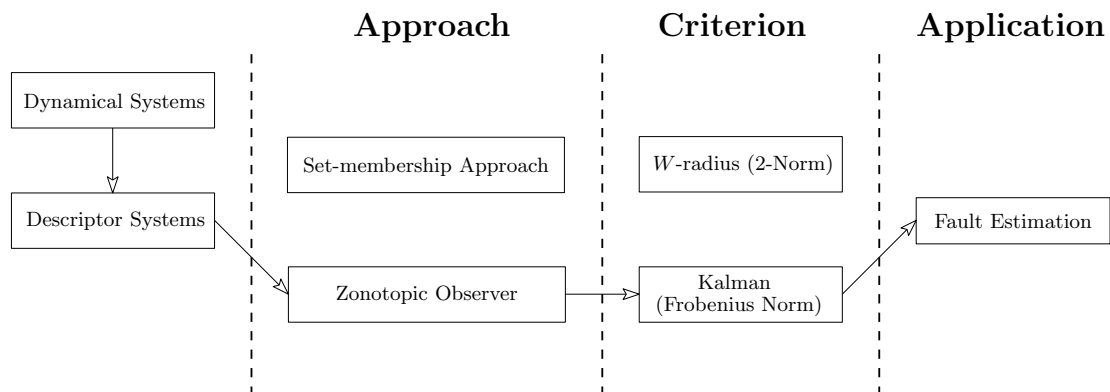 Approach
Criterion
Application
Dynamical Systems
Set-membership Approach
W-radius (2-Norm)
Descriptor Systems
Fault Estimation
Zonotopic Observer
Kalman
(Frobenius Norm)